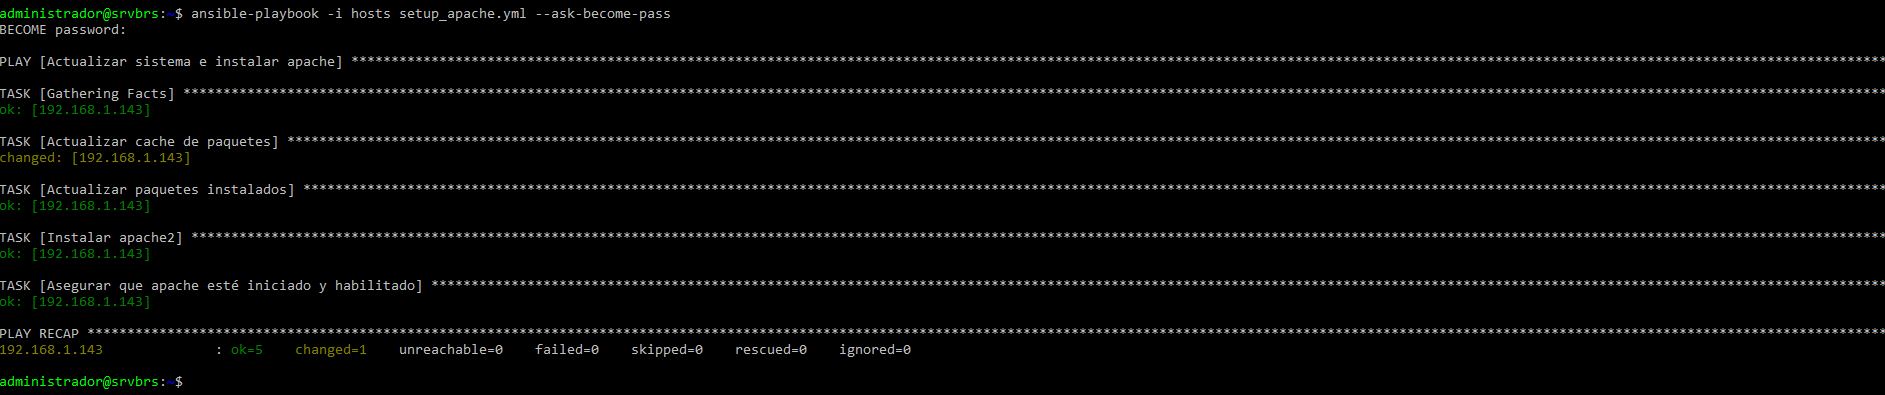 administrador@srvbrs:~$ ansible-playbook -i hosts setup_apache.yml --ask-become-pass
BECOME password:
PLAY [Actualizar sistema e instalar apache] ****************************************************************************************************************************************************************************************
TASK [Gathering Facts] *************************************************************************************************************************************************************************************************************
ok: [192.168.1.143]
TASK [Actualizar cache de paquetes] ************************************************************************************************************************************************************************************************
changed: [192.168.1.143]
TASK [Actualizar paquetes instalados] **********************************************************************************************************************************************************************************************
ok: [192.168.1.143]
TASK [Instalar apache2] ************************************************************************************************************************************************************************************************************
ok: [192.168.1.143]
TASK [Asegurar que apache esté iniciado y habilitado] ******************************************************************************************************************************************************************************
ok: [192.168.1.143]
PLAY RECAP *************************************************************************************************************************************************************************************************************************
192.168.1.143              : ok=5    changed=1    unreachable=0    failed=0    skipped=0    rescued=0    ignored=0
administrador@srvbrs:~$